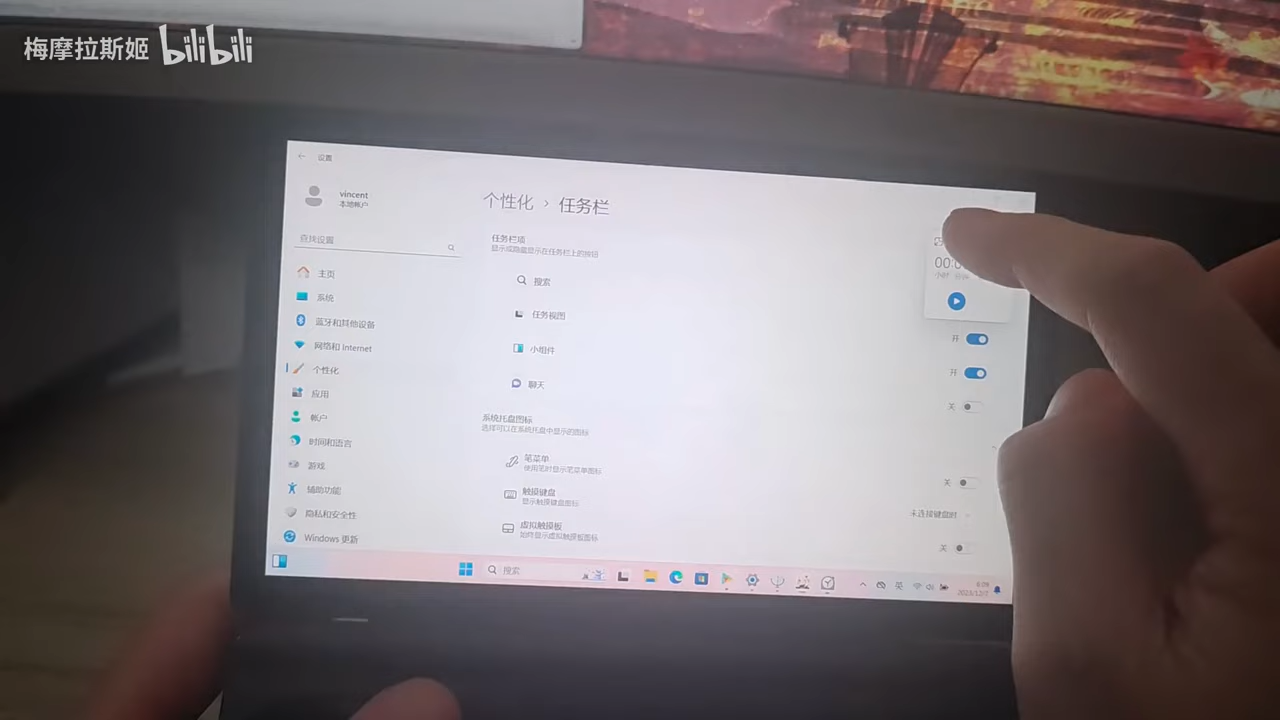 梅摩拉斯姬 bilibili
设置
vincent
本地帐户
查找设置
主页
系统
蓝牙和其他设备
网络和 Internet
个性化
应用
帐户
时间和语言
游戏
辅助功能
隐私和安全性
Windows 更新
个性化 › 任务栏
任务栏项
显示或隐藏显示在任务栏上的按钮
搜索
任务视图
小组件
聊天
系统托盘图标
选择可以在系统托盘中显示的图标
笔菜单
使用笔时显示笔菜单图标
触摸键盘
显示触摸键盘图标
虚拟触摸板
始终显示虚拟触摸板图标
小时
开
开
关
关
未连接键盘时
关
搜索
英